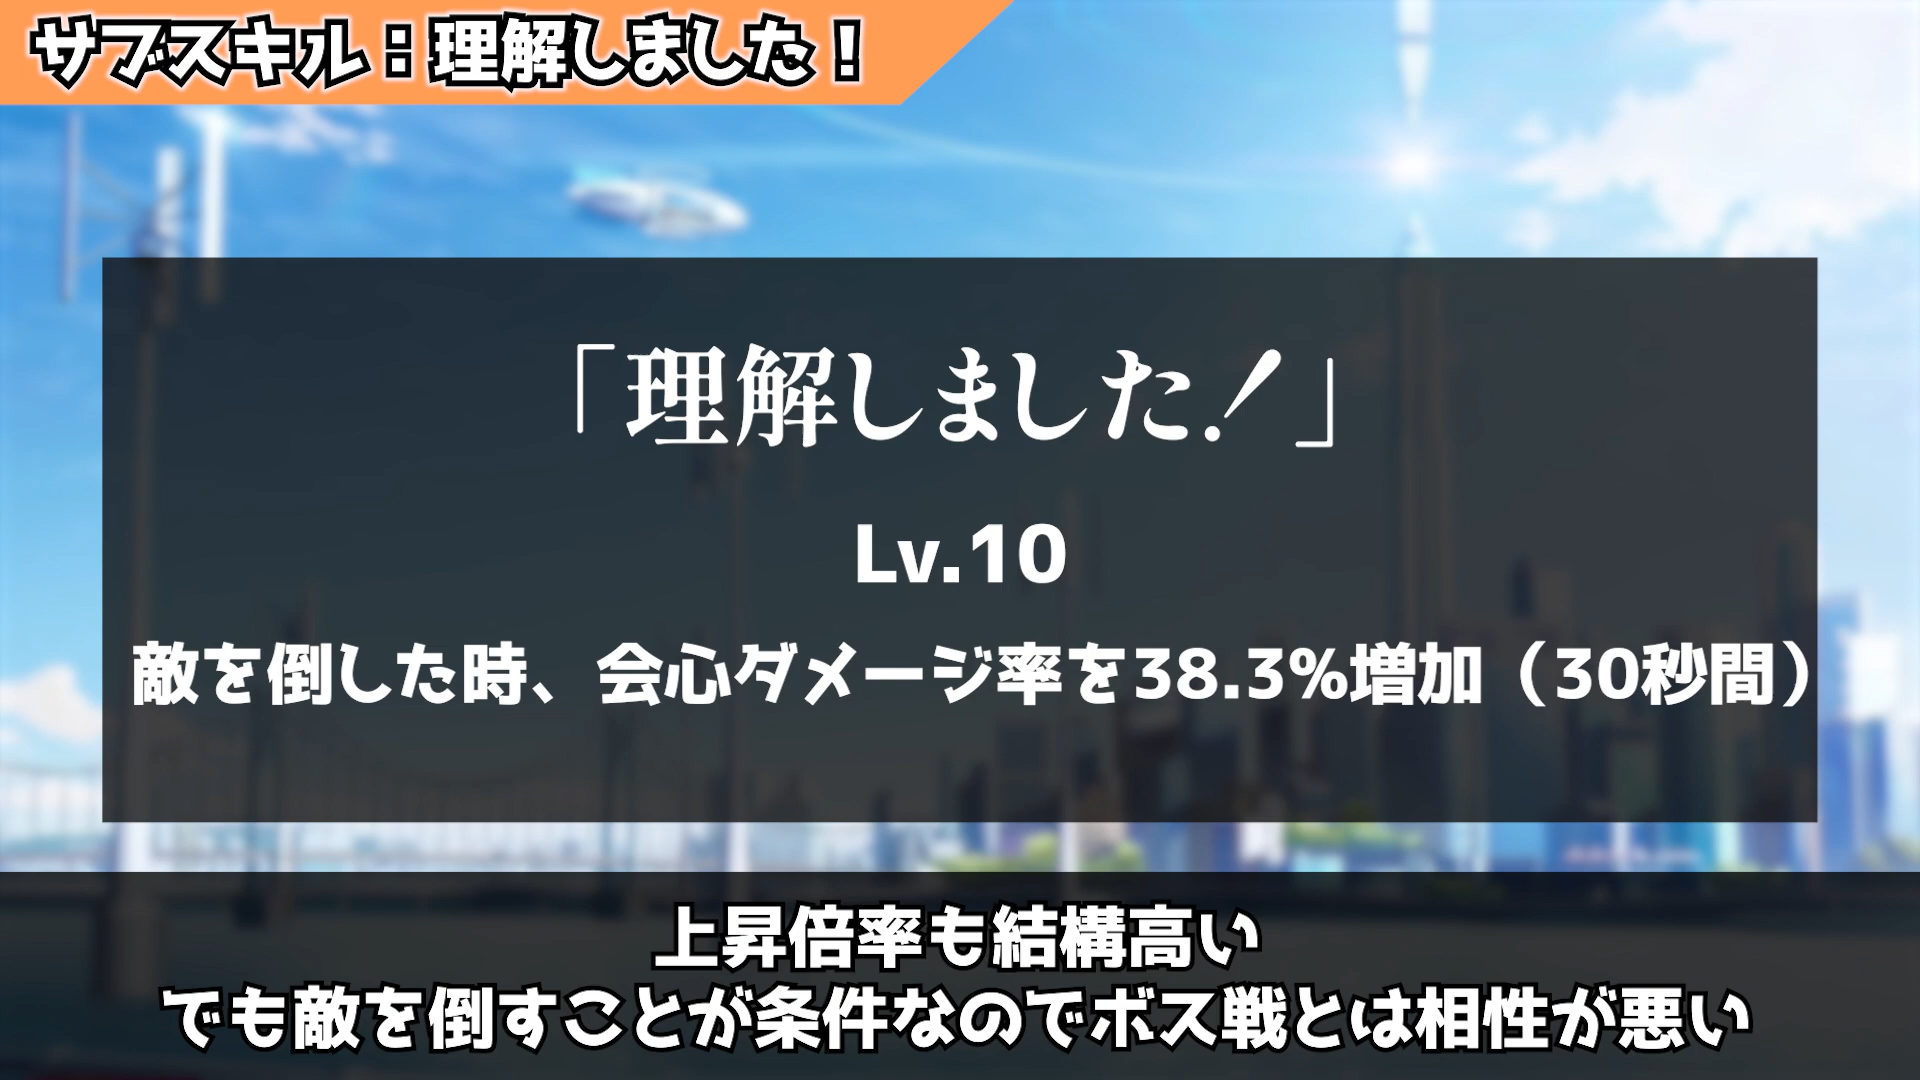 サブスキル：理解しました！
「理解しました！」
Lv.10
敵を倒した時、会心ダメージ率を38.3%増加（30秒間）
上昇倍率も結構高い
でも敵を倒すことが条件なのでボス戦とは相性が悪い